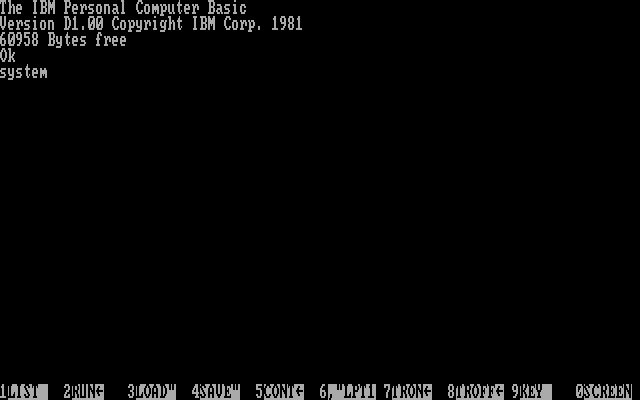 The IBM Personal Computer Basic
Version D1.00 Copyright IBM Corp. 1981
60958 Bytes free
Ok
system
1LIST 2RUN← 3LOAD" 4SAVE" 5CONT← 6,"LPT1 7TRON← 8TROFF← 9KEY 0SCREEN